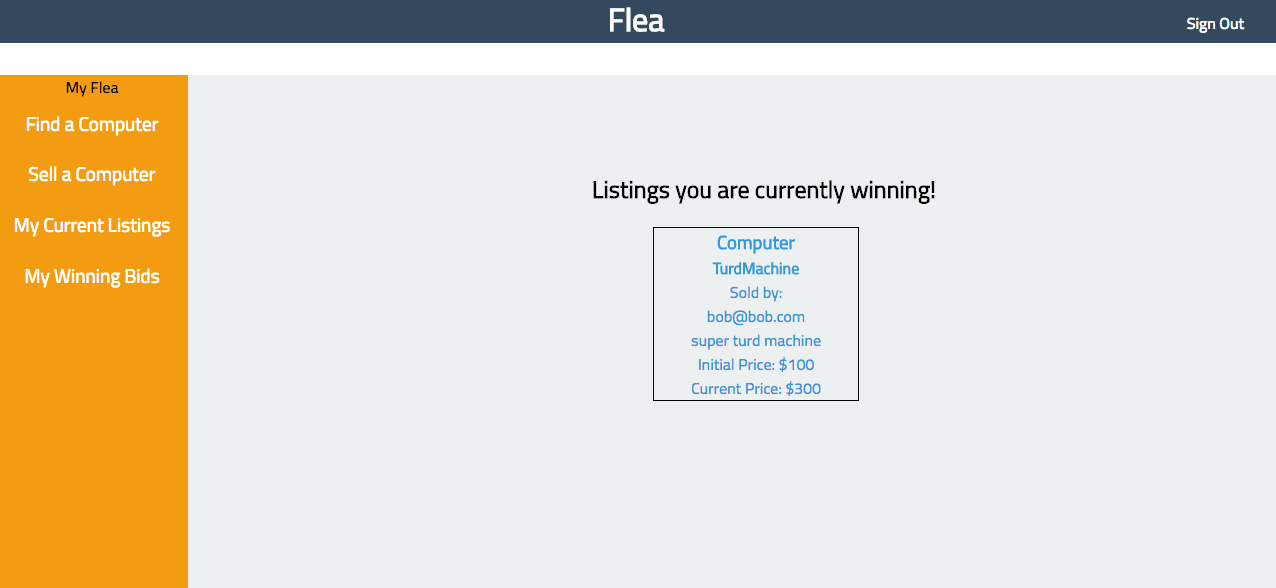 Flea
Sign Out
My Flea
Find a Computer
Sell a Computer
My Current Listings
My Winning Bids
Listings you are currently winning!
Computer
TurdMachine
Sold by:
bob@bob.com
super turd machine
Initial Price: $100
Current Price: $300